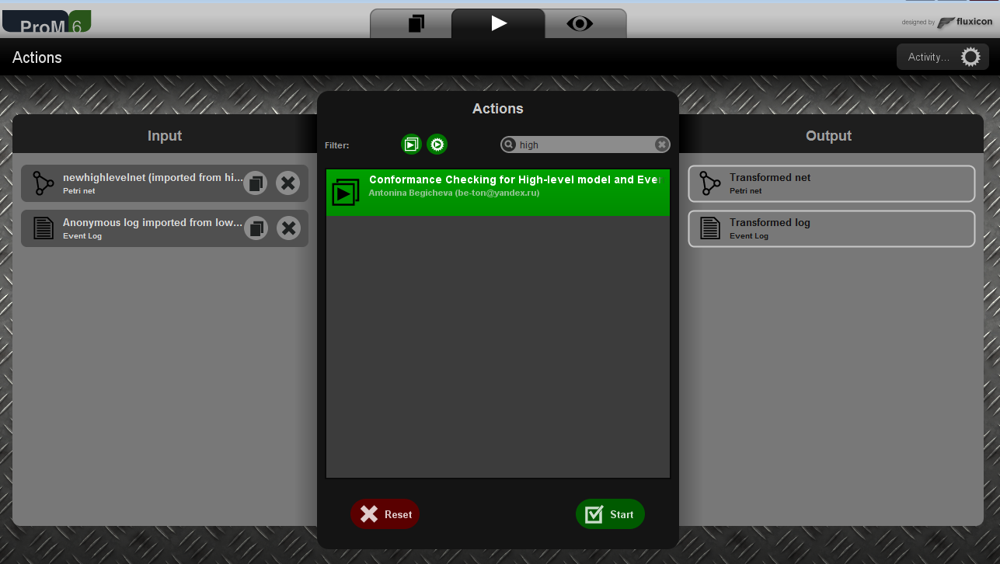 ProM 6
designed by fluxicon
Actions
Activity...
Actions
Input
Output
Filter:
high
newhighlevelnet (imported from hi...
Petri net
Anonymous log imported from low...
Event Log
Conformance Checking for High-level model and Eve
Antonina Begicheva (be-ton@yandex.ru)
Transformed net
Petri net
Transformed log
Event Log
Reset
Start